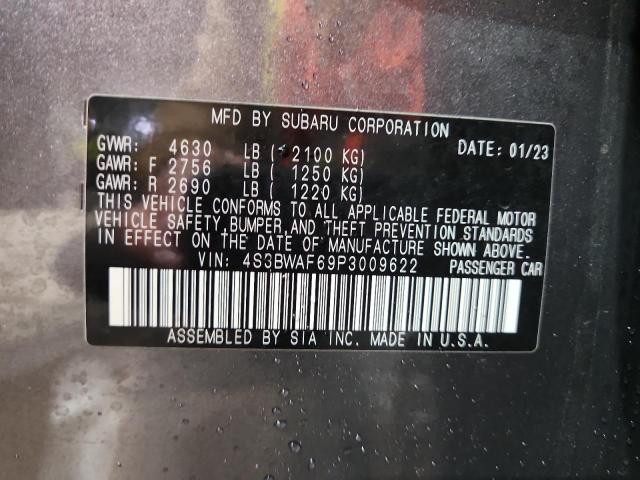 MFD BY SUBARU CORPORATION
GVWR: 4630 LB ( 2100 KG) DATE: 01/23
GAWR: F 2756 LB ( 1250 KG)
GAWR: R 2690 LB ( 1220 KG)
THIS VEHICLE CONFORMS TO ALL APPLICABLE FEDERAL MOTOR
VEHICLE SAFETY, BUMPER, AND THEFT PREVENTION STANDARDS
IN EFFECT ON THE DATE OF MANUFACTURE SHOWN ABOVE.
VIN: 4S3BWAF69P3009622 PASSENGER CAR
ASSEMBLED BY SIA INC. MADE IN U.S.A.